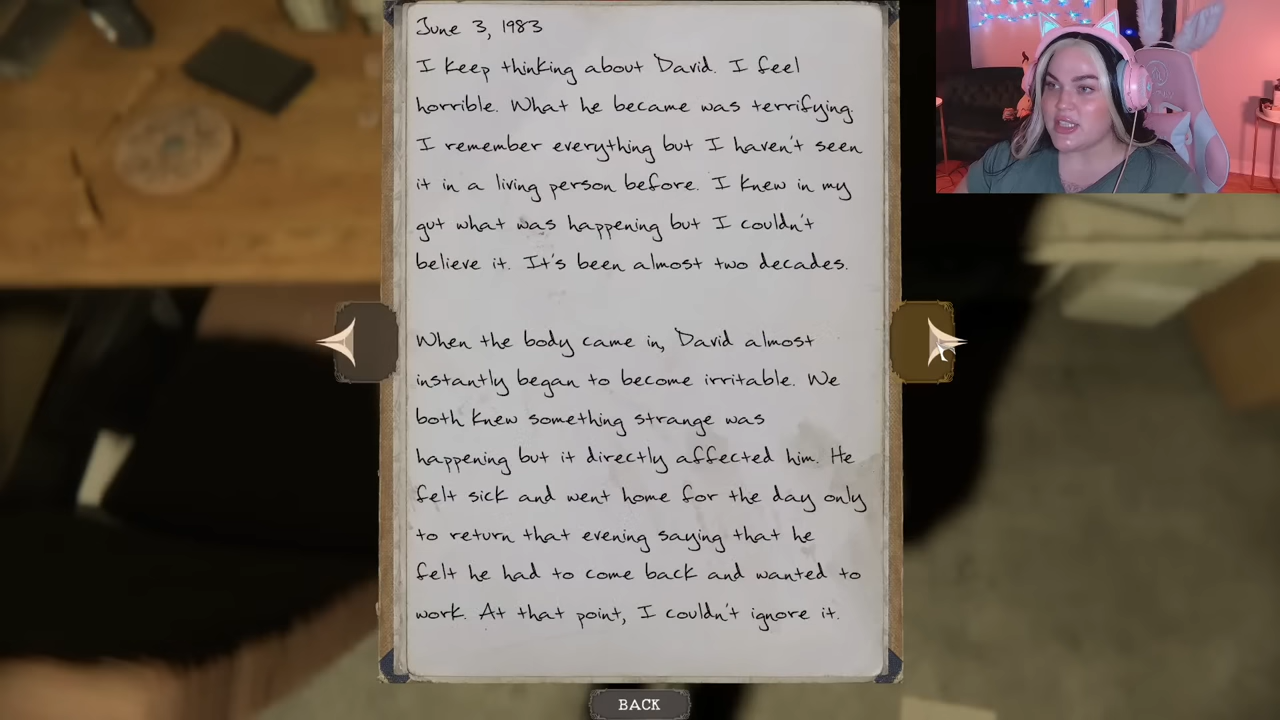 June 3, 1983
I keep thinking about David. I feel
horrible. What he became was terrifying.
I remember everything but I haven't seen
it in a living person before. I knew in my
gut what was happening but I couldn't
believe it. It's been almost two decades.
When the body came in, David almost
instantly began to become irritable. We
both knew something strange was
happening but it directly affected him. He
felt sick and went home for the day only
to return that evening saying that he
felt he had to come back and wanted to
work. At that point, I couldn't ignore it.
BACK